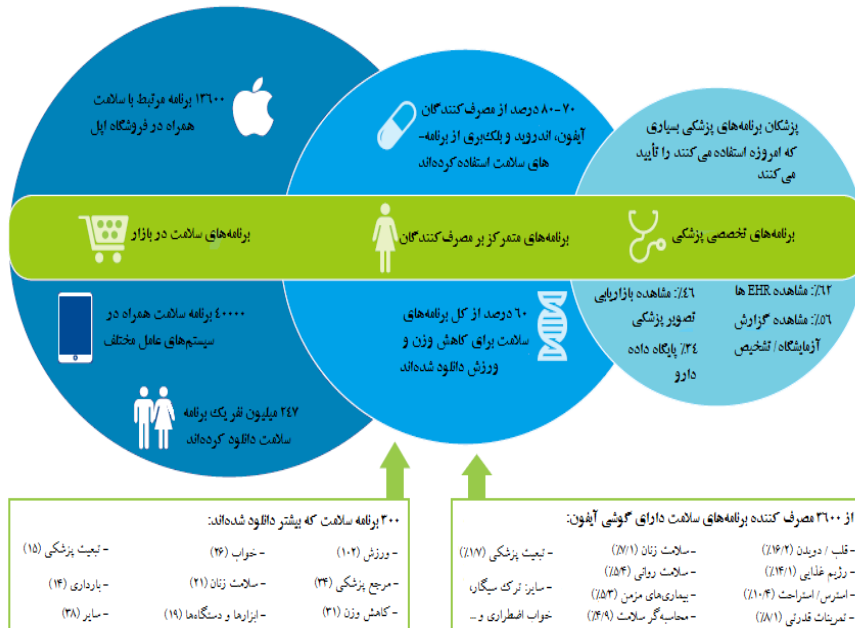 پزشکان برنامه‌های پزشکی بسیاری
که امروزه استفاده می‌کنند را تأیید
می‌کنند
۷۰-۸۰ درصد از مصرف‌کنندگان
آیفون، اندروید و بلک‌بری از برنامه-
های سلامت استفاده کرده‌اند
۱۳۶۰۰ برنامه مرتبط با سلامت
همراه در فروشگاه اپل
برنامه‌های تخصصی پزشکی
برنامه‌های متمرکز بر مصرف‌کنندگان
برنامه‌های سلامت در بازار
۶۲٪: مشاهده EHR ها
۵۶٪: مشاهده گزارش
آزمایشگاه/ تشخیص
۴۶٪: مشاهده بازاریابی
تصویر پزشکی
۳۴٪ پایگاه داده
دارو
۶۰ درصد از کل برنامه‌های
سلامت برای کاهش وزن و
ورزش دانلود شده‌اند
۴۰۰۰۰ برنامه سلامت همراه در
سیستم‌های عامل مختلف
۲۴۷ میلیون نفر یک برنامه
سلامت دانلود کرده‌اند
از ۳۶۰۰ مصرف کننده برنامه‌های سلامت دارای گوشی آیفون:
- قلب / دویدن (۱۶/۲٪)
- رژیم غذایی (۱۴/۱٪)
- استرس/ استراحت (۱۰/۴٪)
- تمرینات قدرتی (۸/۱٪)
- سلامت زنان (۷/۱٪)
- سلامت روانی (۵/۴٪)
- بیماری‌های مزمن (۵/۳٪)
- محاسبه‌گر سلامت (۴/۹٪)
- تبعیت پزشکی (۱/۷٪)
- سایر: ترک سیگار،
خواب اضطراری و ...
۳۰۰ برنامه سلامت که بیشتر دانلود شده‌اند:
- ورزش (۱۰۲)
- مرجع پزشکی (۳۴)
- کاهش وزن (۳۱)
- خواب (۲۶)
- سلامت زنان (۲۱)
- ابزارها و دستگاه‌ها (۱۹)
- تبعیت پزشکی (۱۵)
- بارداری (۱۴)
- سایر (۳۸)